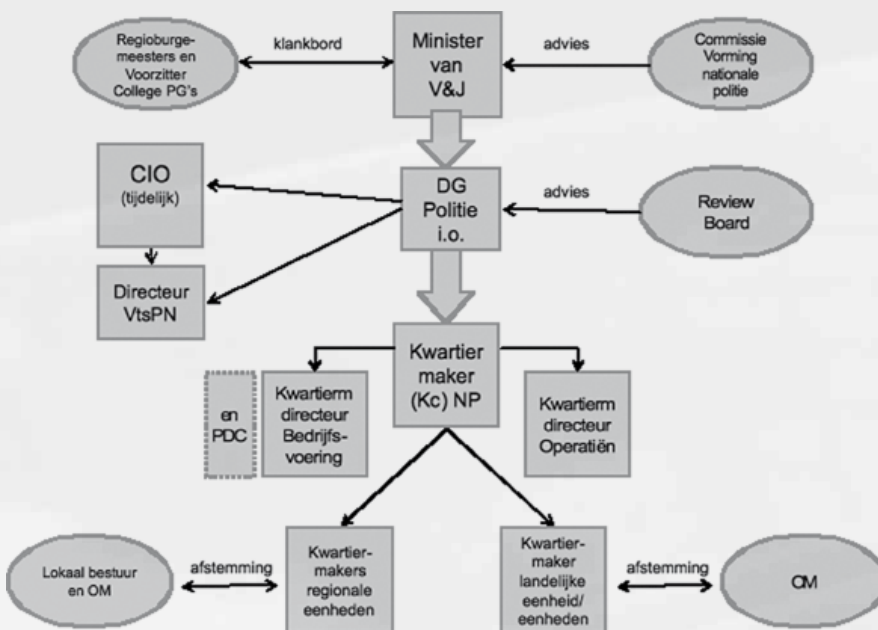 Regioburge-
meesters en
Voorzitter
College PG's
klankbord
Minister
van
V&J
advies
Commissie
Vorming
nationale
politie
CIO
(tijdelijk)
DG
Politie
i.o.
advies
Review
Board
Directeur
VtsPN
en
PDC
Kwartierm
directeur
Bedrijfs-
voering
Kwartier
maker
(Kc) NP
Kwartierm
directeur
Operatiën
Lokaal bestuur
en OM
afstemming
Kwartier-
makers
regionale
eenheden
Kwartier-
maker
landelijke
eenheid/
eenheden
afstemming
OM